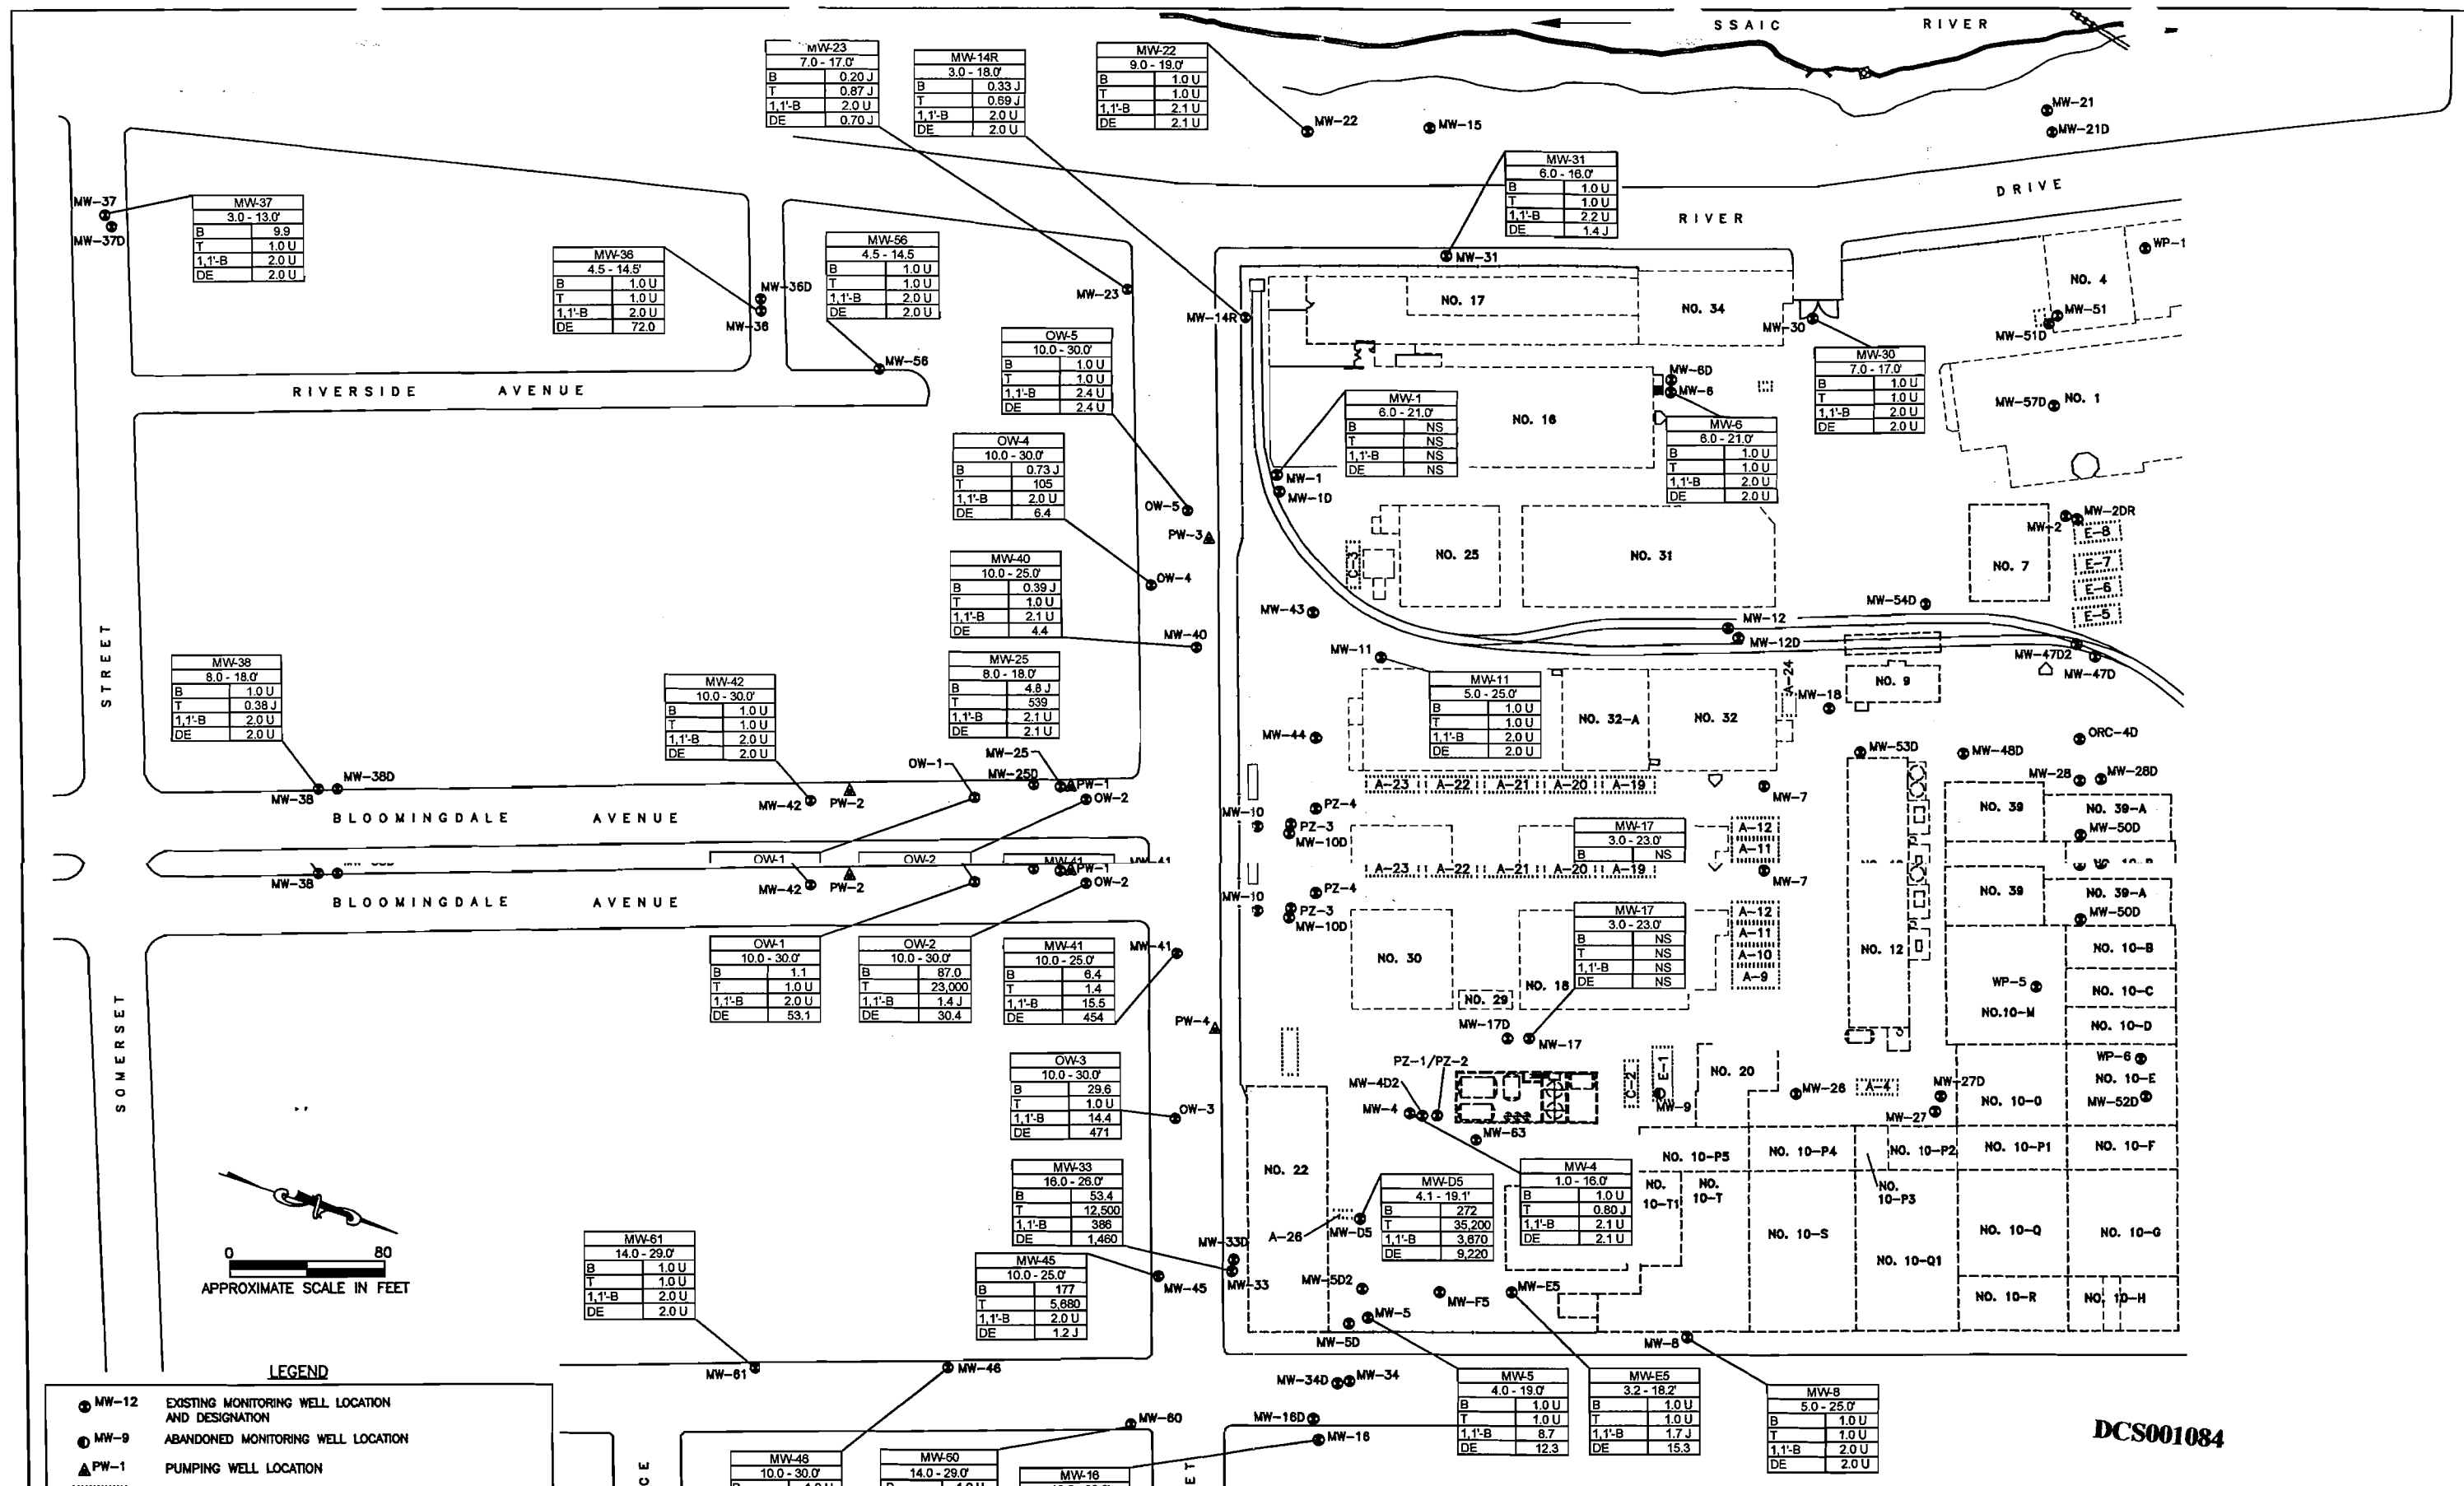 SSAIC RIVER
MW-23
7.0 - 17.0'
B 0.20 J
T 0.87 J
1,1'-B 2.0 U
DE 0.70 J
MW-14R
3.0 - 18.0'
B 0.33 J
T 0.69 J
1,1'-B 2.0 U
DE 2.0 U
MW-22
9.0 - 19.0'
B 1.0 U
T 1.0 U
1,1'-B 2.1 U
DE 2.1 U
MW-22
MW-15
MW-21
MW-21D
MW-31
6.0 - 16.0'
B 1.0 U
T 1.0 U
1,1'-B 2.2 U
DE 1.4 J
RIVER DRIVE
MW-37
MW-37D
MW-37
3.0 - 13.0'
B 9.9
T 1.0 U
1,1'-B 2.0 U
DE 2.0 U
MW-36
4.5 - 14.5'
B 1.0 U
T 1.0 U
1,1'-B 2.0 U
DE 72.0
MW-36D
MW-36
MW-56
4.5 - 14.5
B 1.0 U
T 1.0 U
1,1'-B 2.0 U
DE 2.0 U
MW-56
MW-23
MW-14R
MW-31
NO. 17
NO. 34
MW-30
NO. 4
WP-1
MW-51
MW-51D
RIVERSIDE AVENUE
OW-5
10.0 - 30.0'
B 1.0 U
T 1.0 U
1,1'-B 2.4 U
DE 2.4 U
MW-1
6.0 - 21.0'
B NS
T NS
1,1'-B NS
DE NS
NO. 16
MW-6D
MW-6
MW-6
6.0 - 21.0'
B 1.0 U
T 1.0 U
1,1'-B 2.0 U
DE 2.0 U
MW-30
7.0 - 17.0'
B 1.0 U
T 1.0 U
1,1'-B 2.0 U
DE 2.0 U
MW-57D
NO. 1
OW-4
10.0 - 30.0'
B 0.73 J
T 105
1,1'-B 2.0 U
DE 6.4
MW-1
MW-1D
OW-5
PW-3
OW-4
MW-40
10.0 - 25.0'
B 0.39 J
T 1.0 U
1,1'-B 2.1 U
DE 4.4
MW-40
C-3
NO. 25
NO. 31
NO. 7
MW-2
MW-2DR
E-8
E-7
E-6
E-5
MW-43
MW-54D
MW-12
MW-12D
MW-11
MW-47D2
MW-47D
STREET
MW-38
8.0 - 18.0'
B 1.0 U
T 0.38 J
1,1'-B 2.0 U
DE 2.0 U
MW-42
10.0 - 30.0'
B 1.0 U
T 1.0 U
1,1'-B 2.0 U
DE 2.0 U
MW-25
8.0 - 18.0'
B 4.8 J
T 539
1,1'-B 2.1 U
DE 2.1 U
MW-11
5.0 - 25.0'
B 1.0 U
T 1.0 U
1,1'-B 2.0 U
DE 2.0 U
NO. 32-A
NO. 32
A-24
MW-18
NO. 9
MW-44
MW-53D
MW-48D
ORC-4D
MW-28
MW-28D
MW-38
MW-38D
MW-42
PW-2
OW-1
MW-25
MW-25D
PW-1
OW-2
A-23
A-22
A-21
A-20
A-19
MW-7
MW-10
PZ-4
PZ-3
MW-10D
MW-17
3.0 - 23.0'
B NS
A-12
A-11
NO. 39
NO. 39-A
MW-50D
BLOOMINGDALE AVENUE
OW-1
OW-2
MW-41
MW-41
MW-38
MW-42
PW-2
PW-1
OW-2
A-23
A-22
A-21
A-20
A-19
MW-7
BLOOMINGDALE AVENUE
MW-10
PZ-4
PZ-3
MW-10D
NO. 39
NO. 39-A
MW-50D
OW-1
10.0 - 30.0'
B 1.1
T 1.0 U
1,1'-B 2.0 U
DE 53.1
OW-2
10.0 - 30.0'
B 87.0
T 23,000
1,1'-B 1.4 J
DE 30.4
MW-41
10.0 - 25.0'
B 6.4
T 1.4
1,1'-B 15.5
DE 454
MW-41
PW-4
NO. 30
NO. 29
NO. 18
MW-17
3.0 - 23.0'
B NS
T NS
1,1'-B NS
DE NS
A-12
A-11
A-10
A-9
NO. 12
WP-5
NO.10-M
NO. 10-B
NO. 10-C
NO. 10-D
MW-17D
MW-17
SOMERSET
OW-3
10.0 - 30.0'
B 29.6
T 1.0 U
1,1'-B 14.4
DE 471
OW-3
PZ-1/PZ-2
MW-4D2
MW-4
MW-63
C-2
E-1
MW-9
NO. 20
MW-26
A-4
MW-27D
MW-27
NO. 10-O
WP-6
NO. 10-E
MW-52D
NO. 22
NO. 10-P5
NO. 10-P4
NO. 10-P2
NO. 10-P1
NO. 10-F
NO. 10-P3
MW-33
16.0 - 26.0'
B 53.4
T 12,500
1,1'-B 386
DE 1,460
MW-D5
4.1 - 19.1'
B 272
T 35,200
1,1'-B 3,670
DE 9,220
MW-4
1.0 - 16.0'
B 1.0 U
T 0.80 J
1,1'-B 2.1 U
DE 2.1 U
NO. 10-T1
NO. 10-T
NO. 10-S
NO. 10-Q1
NO. 10-Q
NO. 10-G
NO. 10-R
NO. 10-H
A-26
MW-D5
MW-33D
MW-33
MW-45
10.0 - 25.0'
B 177
T 5,680
1,1'-B 2.0 U
DE 1.2 J
MW-45
MW-5D2
MW-F5
MW-E5
MW-5
MW-5D
MW-8
0 80
APPROXIMATE SCALE IN FEET
MW-61
14.0 - 29.0'
B 1.0 U
T 1.0 U
1,1'-B 2.0 U
DE 2.0 U
MW-61
MW-46
MW-34D
MW-34
MW-60
MW-16D
MW-16
MW-5
4.0 - 19.0'
B 1.0 U
T 1.0 U
1,1'-B 8.7
DE 12.3
MW-E5
3.2 - 18.2'
B 1.0 U
T 1.0 U
1,1'-B 1.7 J
DE 15.3
MW-8
5.0 - 25.0'
B 1.0 U
T 1.0 U
1,1'-B 2.0 U
DE 2.0 U
LEGEND
MW-12 EXISTING MONITORING WELL LOCATION
AND DESIGNATION
MW-9 ABANDONED MONITORING WELL LOCATION
PW-1 PUMPING WELL LOCATION
CE
MW-46
10.0 - 30.0'
MW-60
14.0 - 29.0'
MW-16
ET
DCS001084